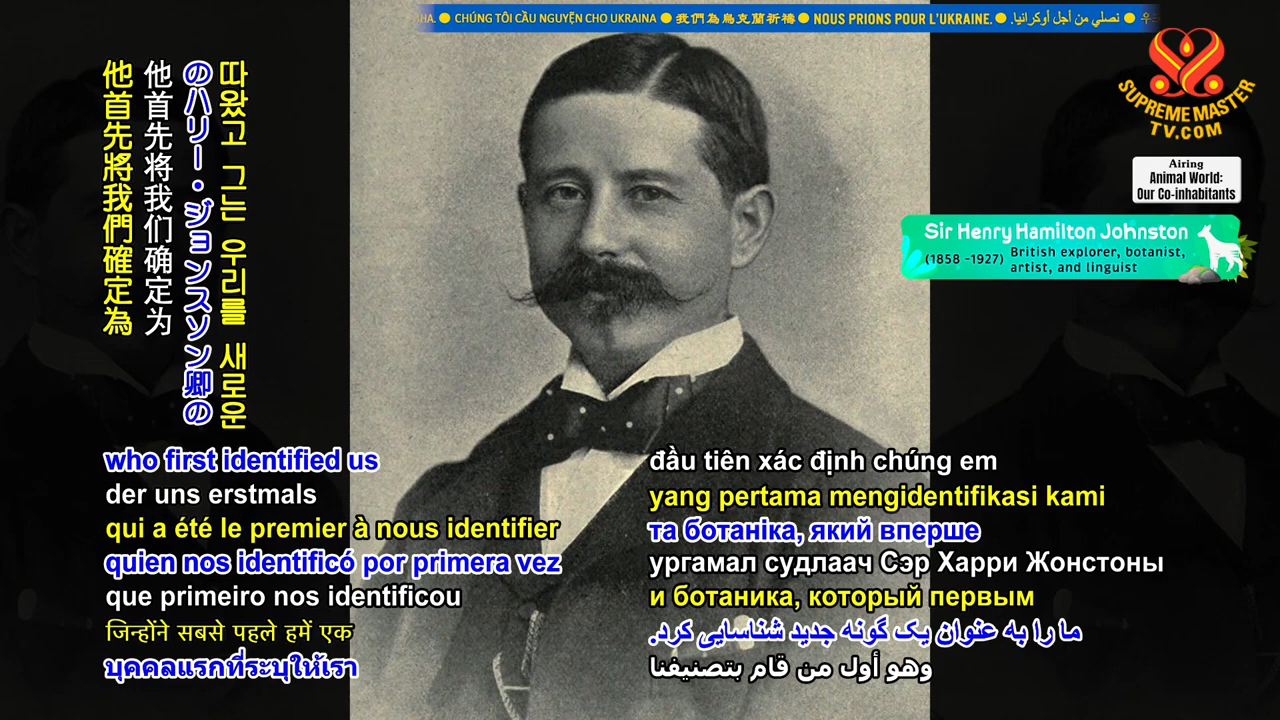 HA. ● CHÚNG TÔI CẦU NGUYỆN CHO UKRAINA ● 我們為烏克蘭祈禱 ● NOUS PRIONS POUR L'UKRAINE. ● نصلي من أجل أوكرانيا. ●
SUPREME MASTER
TV.COM
Airing
Animal World:
Our Co-inhabitants
Sir Henry Hamilton Johnston
(1858 -1927) British explorer, botanist,
artist, and linguist
따왔고 그는 우리를 새로운
のハリー・ジョンスソン卿の
他首先将我们确定为
他首先將我們確定為
who first identified us
der uns erstmals
qui a été le premier à nous identifier
quien nos identificó por primera vez
que primeiro nos identificou
जिन्होंने सबसे पहले हमें एक
บุคคลแรกที่ระบุให้เรา
đầu tiên xác định chúng em
yang pertama mengidentifikasi kami
та ботаніка, який вперше
ургамал судлаач Сэр Харри Жонстоны
и ботаника, который первым
ما را به عنوان یک گونه جدید شناسایی کرد.
وهو أول من قام بتصنيفنا